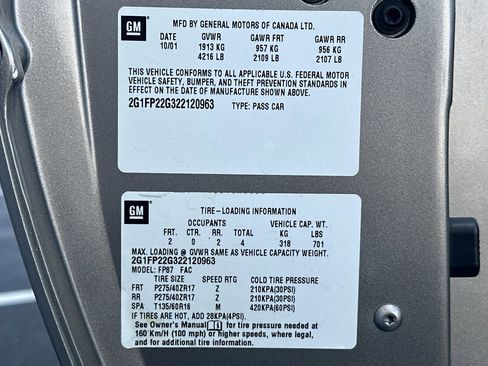 GM
MFD BY GENERAL MOTORS OF CANADA LTD.
DATE GVWR GAWR FRT GAWR RR
10/01 1913 KG 957 KG 956 KG
4216 LB 2109 LB 2107 LB
THIS VEHICLE CONFORMS TO ALL APPLICABLE U.S. FEDERAL MOTOR
VEHICLE SAFETY, BUMPER, AND THEFT PREVENTION STANDARDS IN
EFFECT ON THE DATE OF MANUFACTURE SHOWN ABOVE.
2G1FP22G322120963 TYPE: PASS CAR
GM
TIRE-LOADING INFORMATION
OCCUPANTS VEHICLE CAP. WT.
FRT. CTR. RR. TOTAL KG LBS
2 0 2 4 318 701
MAX. LOADING @ GVWR SAME AS VEHICLE CAPACITY WEIGHT.
2G1FP22G322120963
MODEL: FP87 FAC
TIRE SIZE SPEED RTG COLD TIRE PRESSURE
FRT P275/40ZR17 Z 210KPA(30PSI)
RR P275/40ZR17 Z 210KPA(30PSI)
SPA T135/60R16 M 420KPA(60PSI)
IF TIRES ARE HOT, ADD 28KPA(4PSI).
See Owner's Manual for tire pressure needed at
160 Km/H (100 mph) or higher speeds, where legal,
and for additional information.